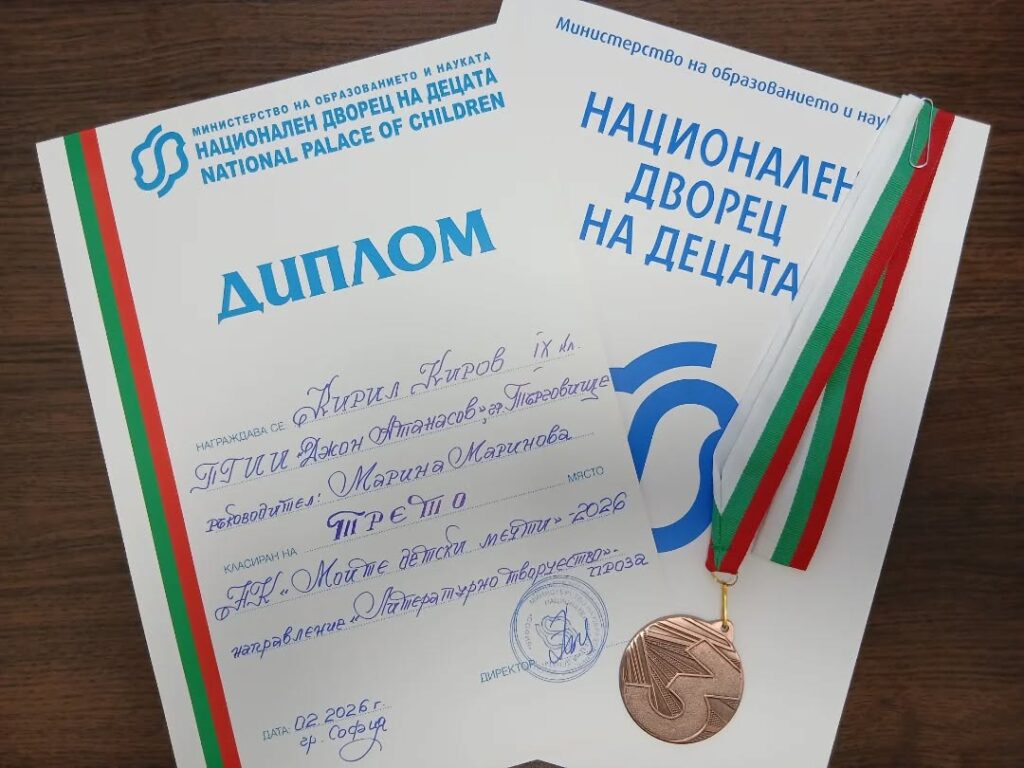 МИНИСТЕРСТВО НА ОБРАЗОВАНИЕТО И НАУКАТА
НАЦИОНАЛЕН ДВОРЕЦ НА ДЕЦАТА
NATIONAL PALACE OF CHILDREN
ДИПЛОМ
НАГРАЖДАВА СЕ Кирил Киров IX кл.
ПГИИ "Джон Атанасов", гр. Търговище
ръководител: Марина Маринова
Трето МЯСТО
КЛАСИРАН НА
НК "Моите детски мечти" - 2026
направление "Литературно творчество" -
проза
ДИРЕКТОР
ДАТА: 02.2026 г.
гр. София
Министерство на образованието и
НАЦИОНАЛЕН
ДВОРЕЦ
НА ДЕЦАТА
3